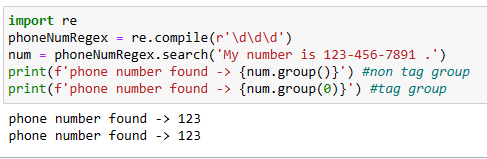 import re
phoneNumRegex = re.compile(r'\d\d\d')
num = phoneNumRegex.search('My number is 123-456-7891 .')
print(f'phone number found -> {num.group()}') #non tag group
print(f'phone number found -> {num.group(0)}') #tag group
phone number found -> 123
phone number found -> 123